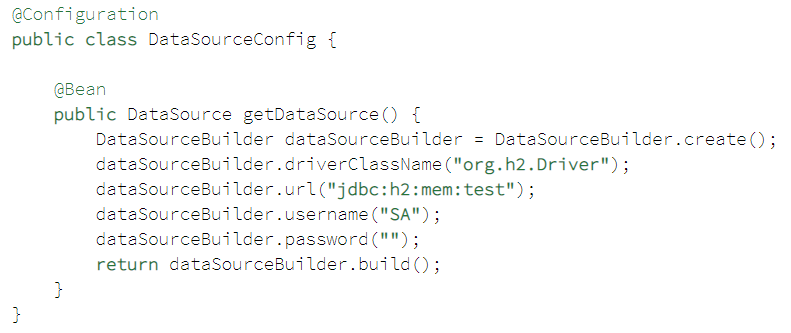 @Configuration
public class DataSourceConfig {
@Bean
public DataSource getDataSource() {
DataSourceBuilder dataSourceBuilder = DataSourceBuilder.create();
dataSourceBuilder.driverClassName("org.h2.Driver");
dataSourceBuilder.url("jdbc:h2:mem:test");
dataSourceBuilder.username("SA");
dataSourceBuilder.password("");
return dataSourceBuilder.build();
}
}